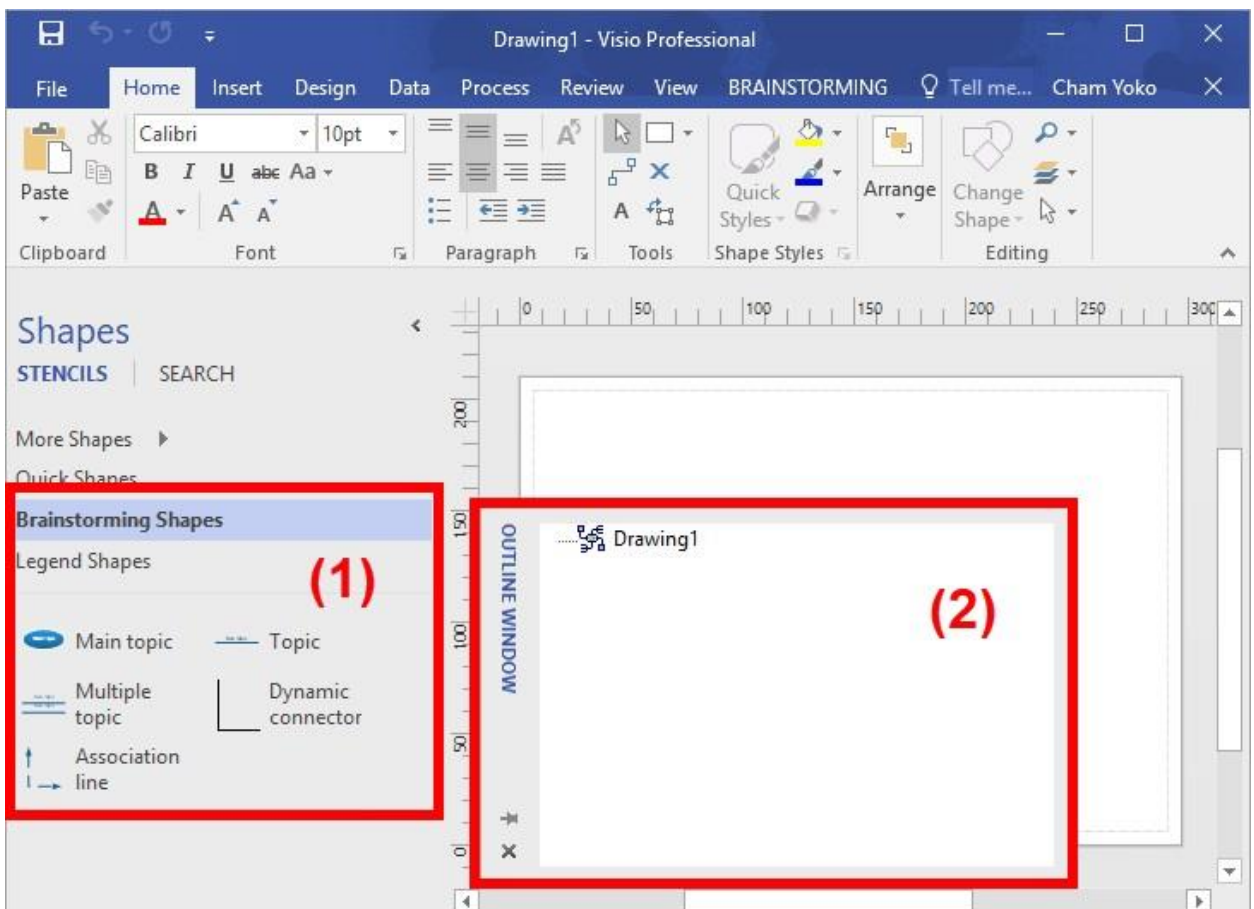 Drawing1 - Visio Professional
File Home Insert Design Data Process Review View BRAINSTORMING Tell me... Cham Yoko
Calibri 10pt
Paste B I U abc Aa A A A A Quick Styles Arrange Change Shape
Clipboard Font Paragraph Tools Shape Styles Editing
Shapes
STENCILS SEARCH
More Shapes
Quick Shapes
Brainstorming Shapes
Legend Shapes
(1)
Main topic
Topic
Multiple
topic
Dynamic
connector
Association
line
0 50 100 150 200 250 300
200
150
100
50
0
OUTLINE WINDOW
Drawing1
(2)